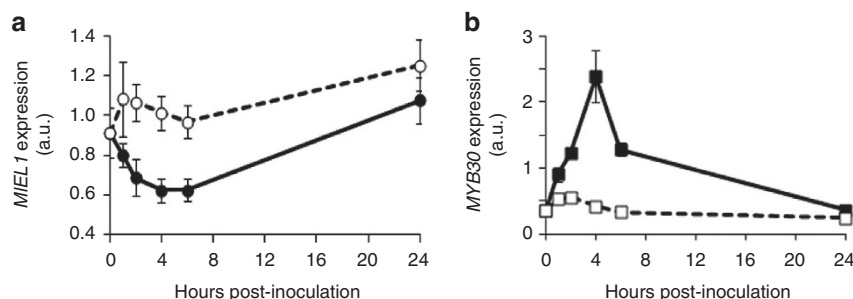 a
MIEL1 expression
(a.u.)
1.4
1.2
1.0
0.8
0.6
0.4
0 4 8 12 16 20 24
Hours post-inoculation
b
MYB30 expression
(a.u.)
3
2
1
0
0 4 8 12 16 20 24
Hours post-inoculation